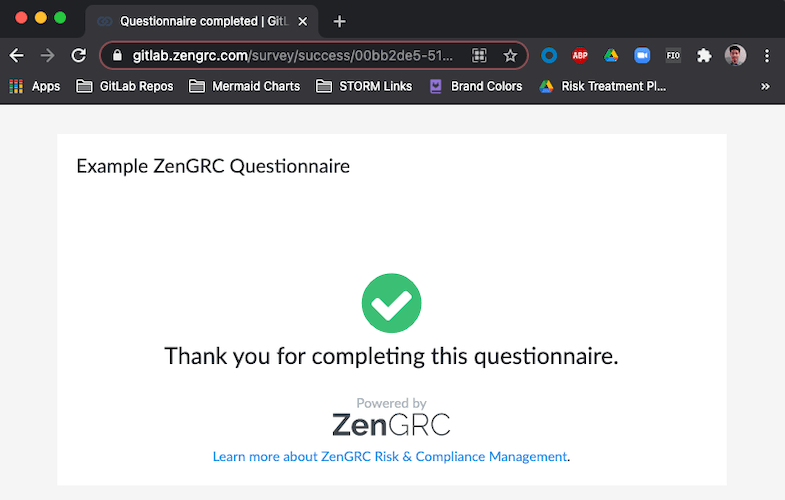 Questionnaire completed | GitL
gitlab.zengrc.com/survey/success/00bb2de5-51...
ABP
FIO
Apps
GitLab Repos
Mermaid Charts
STORM Links
Brand Colors
Risk Treatment Pl...
Example ZenGRC Questionnaire
Thank you for completing this questionnaire.
Powered by
ZenGRC
Learn more about ZenGRC Risk & Compliance Management.